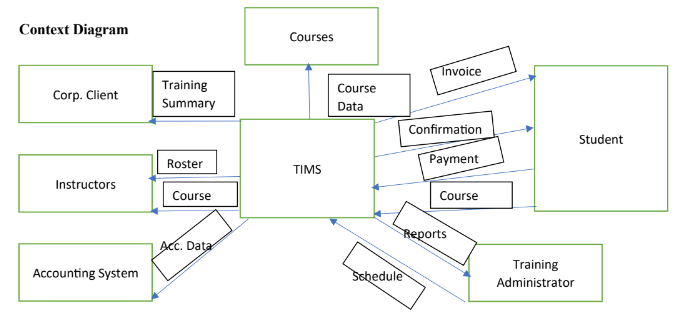 Context Diagram
Courses
Corp. Client
Training
Summary
Course
Data
Invoice
Confirmation
Student
TIMS
Payment
Roster
Instructors
Course
Course
Acc. Data
Reports
Schedule
Accounting System
Training
Administrator